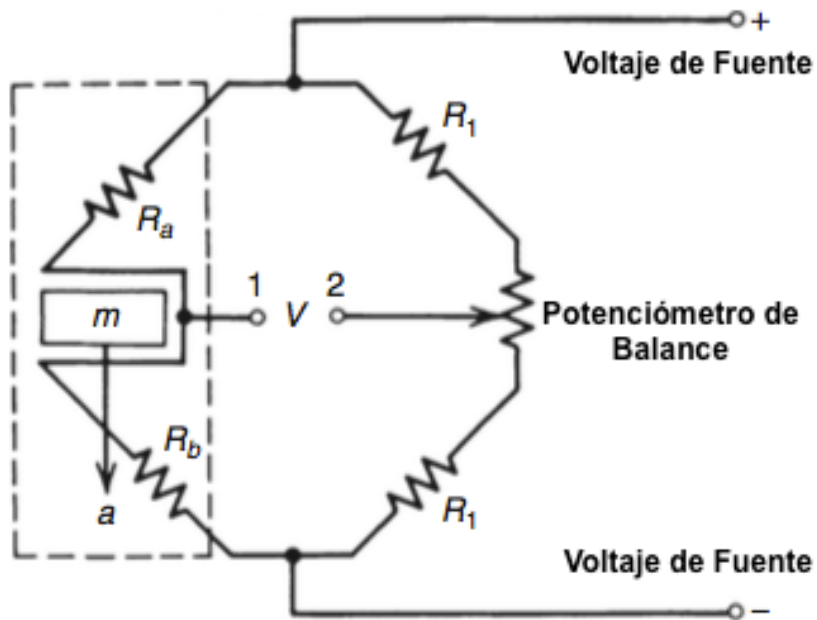 +
Voltaje de Fuente
R1
Ra
1 V 2
m
Potenciómetro de
Balance
Rb
a
R1
Voltaje de Fuente
−